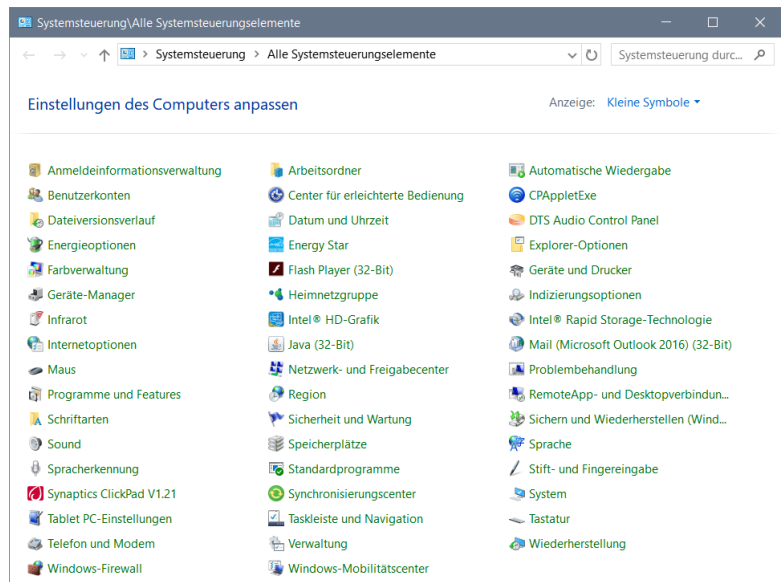 Systemsteuerung\Alle Systemsteuerungselemente
Systemsteuerung > Alle Systemsteuerungselemente
Systemsteuerung durc...
Einstellungen des Computers anpassen
Anzeige: Kleine Symbole
Anmeldeinformationsverwaltung
Arbeitsordner
Automatische Wiedergabe
Benutzerkonten
Center für erleichterte Bedienung
CPAppletExe
Dateiversionsverlauf
Datum und Uhrzeit
DTS Audio Control Panel
Energieoptionen
Energy Star
Explorer-Optionen
Farbverwaltung
Flash Player (32-Bit)
Geräte und Drucker
Geräte-Manager
Heimnetzgruppe
Indizierungsoptionen
Infrarot
Intel® HD-Grafik
Intel® Rapid Storage-Technologie
Internetoptionen
Java (32-Bit)
Mail (Microsoft Outlook 2016) (32-Bit)
Maus
Netzwerk- und Freigabecenter
Problembehandlung
Programme und Features
Region
RemoteApp- und Desktopverbindun...
Schriftarten
Sicherheit und Wartung
Sichern und Wiederherstellen (Wind...
Sound
Speicherplätze
Sprache
Spracherkennung
Standardprogramme
Stift- und Fingereingabe
Synaptics ClickPad V1.21
Synchronisierungscenter
System
Tablet PC-Einstellungen
Taskleiste und Navigation
Tastatur
Telefon und Modem
Verwaltung
Wiederherstellung
Windows-Firewall
Windows-Mobilitätscenter